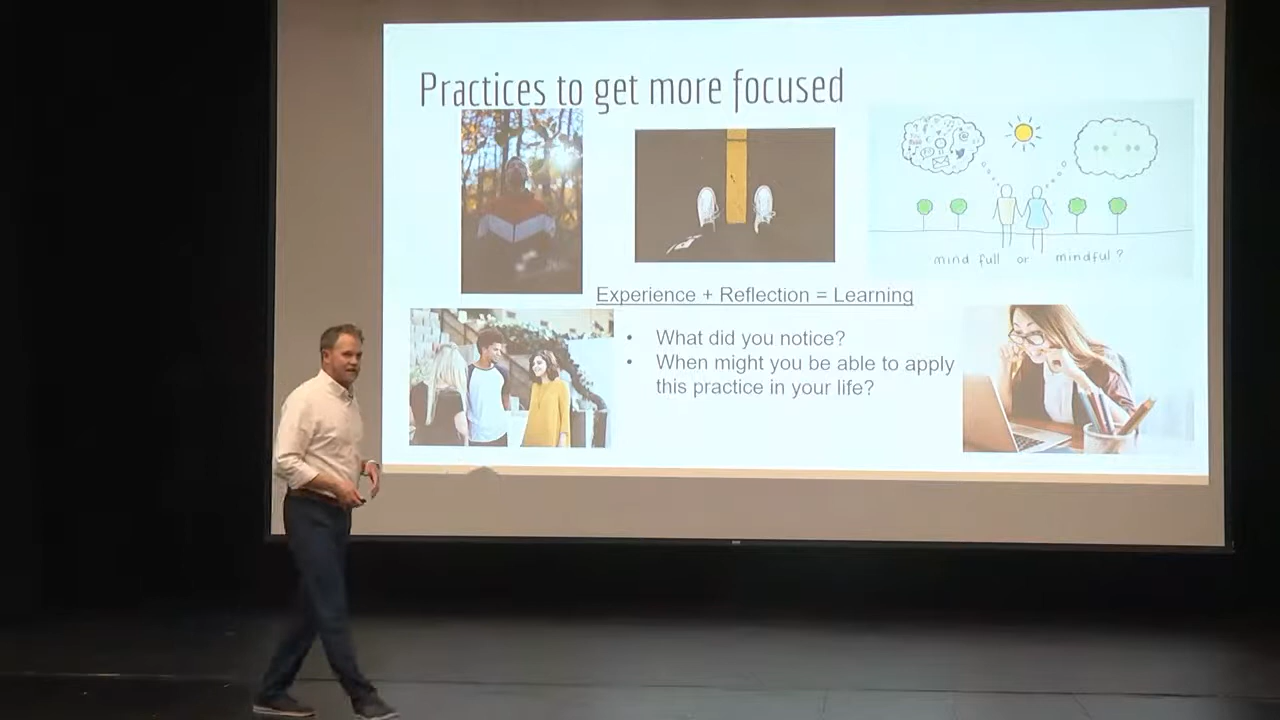 Practices to get more focused
mind full or mindful?
Experience + Reflection = Learning
• What did you notice?
• When might you be able to apply
this practice in your life?